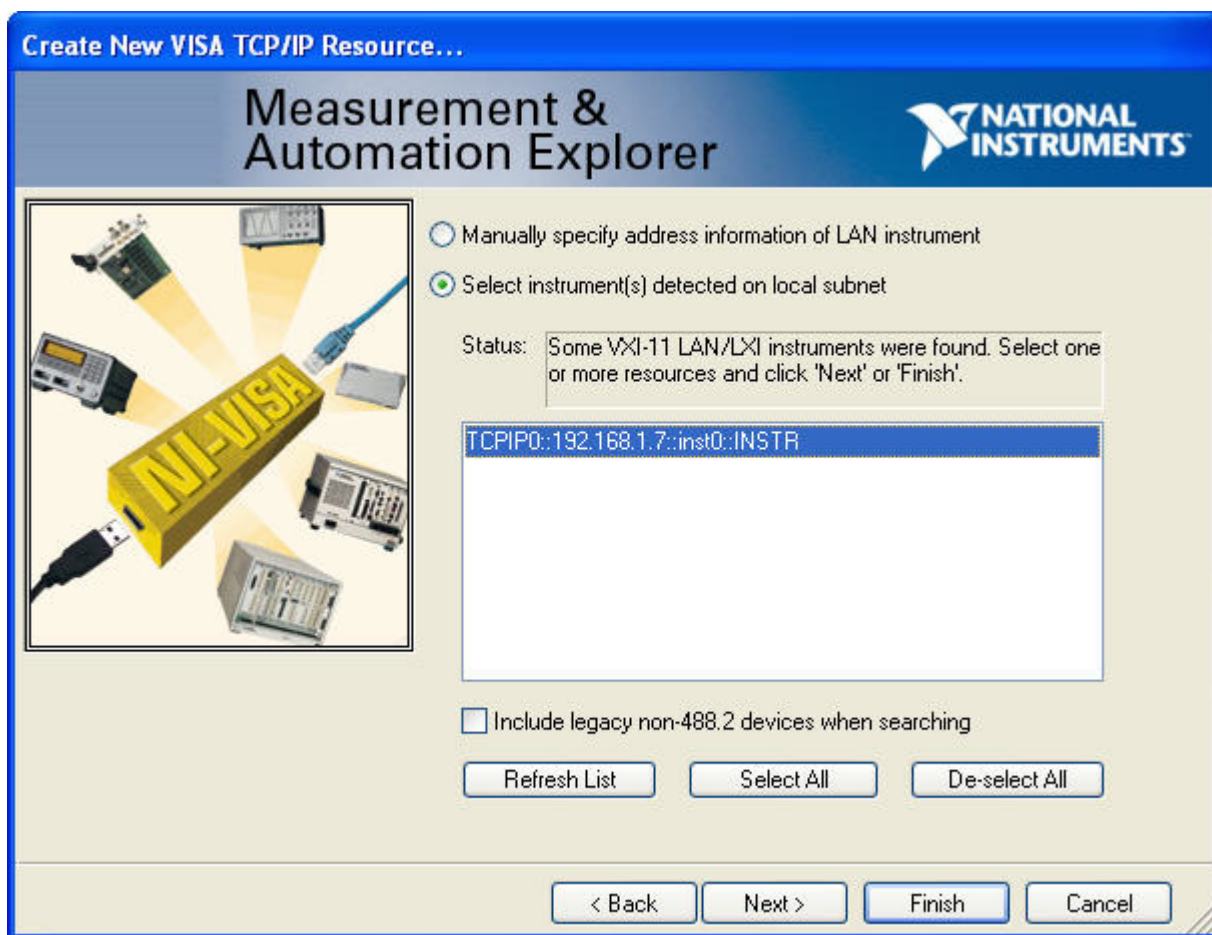 Create New VISA TCP/IP Resource...
Measurement &
Automation Explorer
NATIONAL
INSTRUMENTS
NI-VISA
Manually specify address information of LAN instrument
Select instrument(s) detected on local subnet
Status:
Some VXI-11 LAN/LXI instruments were found. Select one
or more resources and click 'Next' or 'Finish'.
TCPIP0::192.168.1.7::inst0::INSTR
Include legacy non-488.2 devices when searching
Refresh List
Select All
De-select All
< Back
Next >
Finish
Cancel